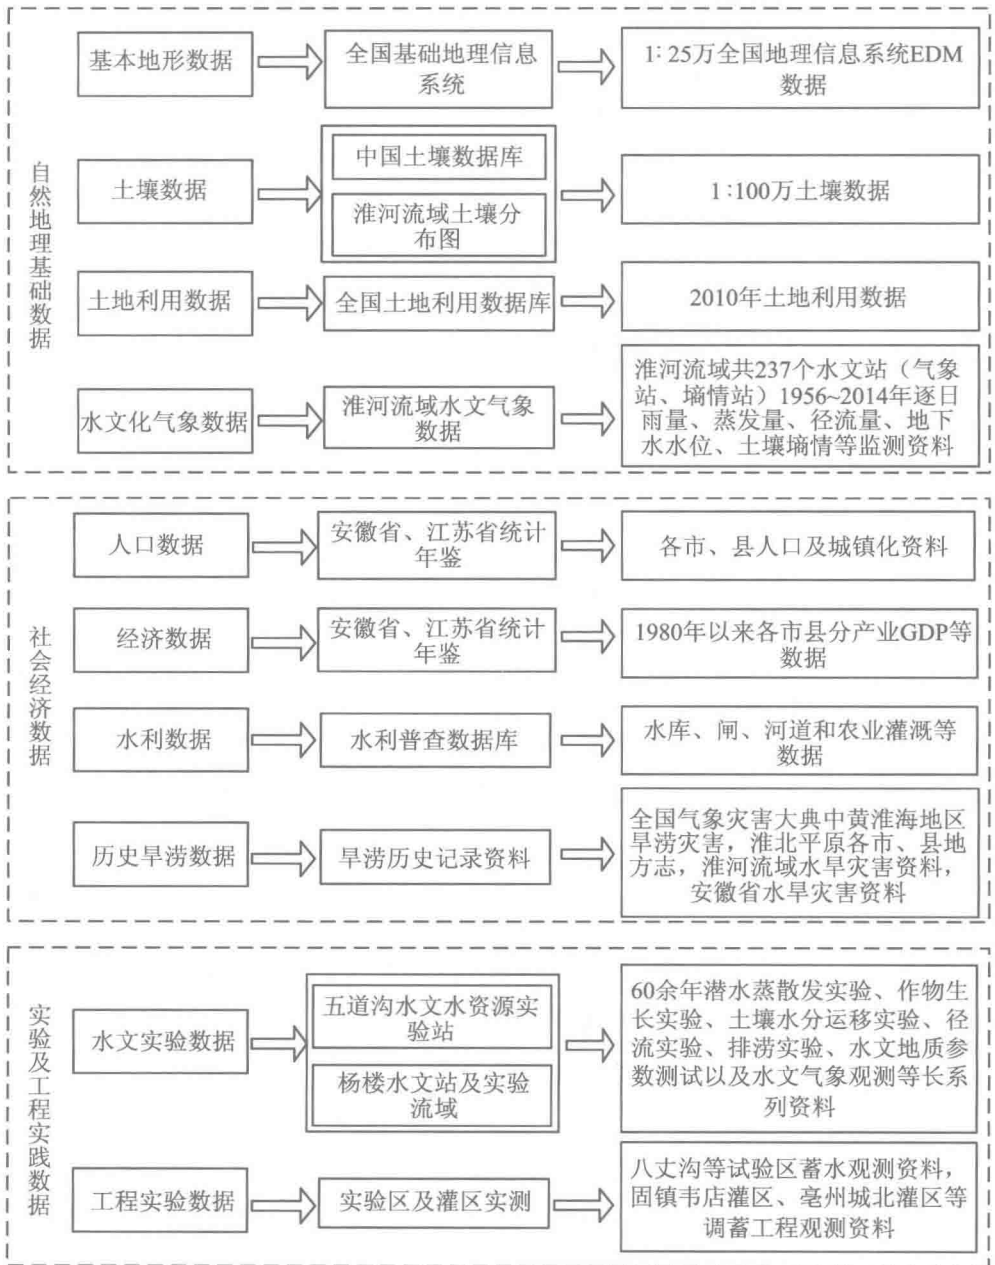 自然地理基础数据
基本地形数据
全国基础地理信息
系统
1∶25万全国地理信息系统EDM
数据
土壤数据
中国土壤数据库
淮河流域土壤分
布图
1∶100万土壤数据
土地利用数据
全国土地利用数据库
2010年土地利用数据
水文化气象数据
淮河流域水文气象
数据
淮河流域共237个水文站（气象
站、墒情站）1956~2014年逐日
雨量、蒸发量、径流量、地下
水水位、土壤墒情等监测资料
社会经济数据
人口数据
安徽省、江苏省统计
年鉴
各市、县人口及城镇化资料
经济数据
安徽省、江苏省统计
年鉴
1980年以来各市县分产业GDP等
数据
水利数据
水利普查数据库
水库、闸、河道和农业灌溉等
数据
历史旱涝数据
旱涝历史记录资料
全国气象灾害大典中黄淮海地区
旱涝灾害，淮北平原各市、县地
方志，淮河流域水旱灾害资料，
安徽省水旱灾害资料
实验及工程实践数据
水文实验数据
五道沟水文水资源实
验站
杨楼水文站及实验
流域
60余年潜水蒸散发实验、作物生
长实验、土壤水分运移实验、径
流实验、排涝实验、水文地质参
数测试以及水文气象观测等长系
列资料
工程实验数据
实验区及灌区实测
八丈沟等试验区蓄水观测资料，
固镇韦店灌区、亳州城北灌区等
调蓄工程观测资料